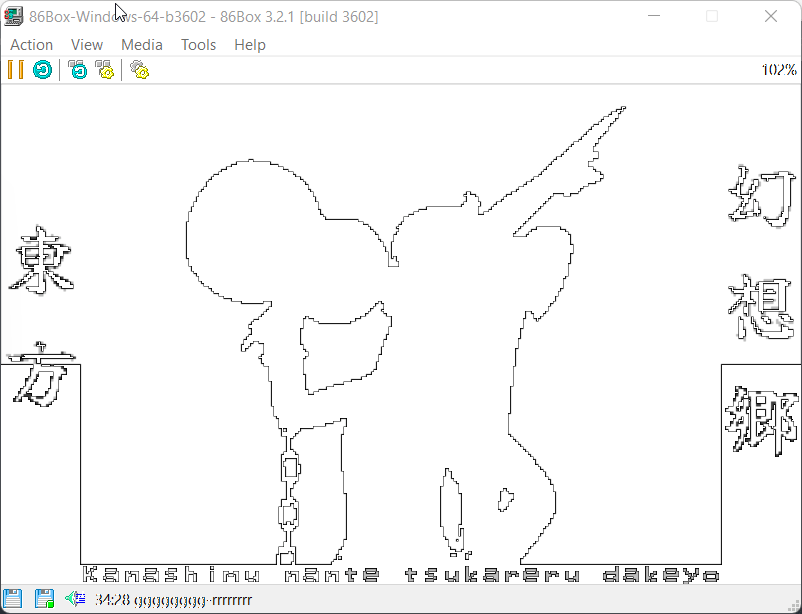 86Box-Windows-64-b3602 - 86Box 3.2.1 [build 3602]
Action View Media Tools Help
102%
東方
幻想郷
Kanashimu nante tsukareru dakeyo
34:28 gggggggg--rrrrrrrr